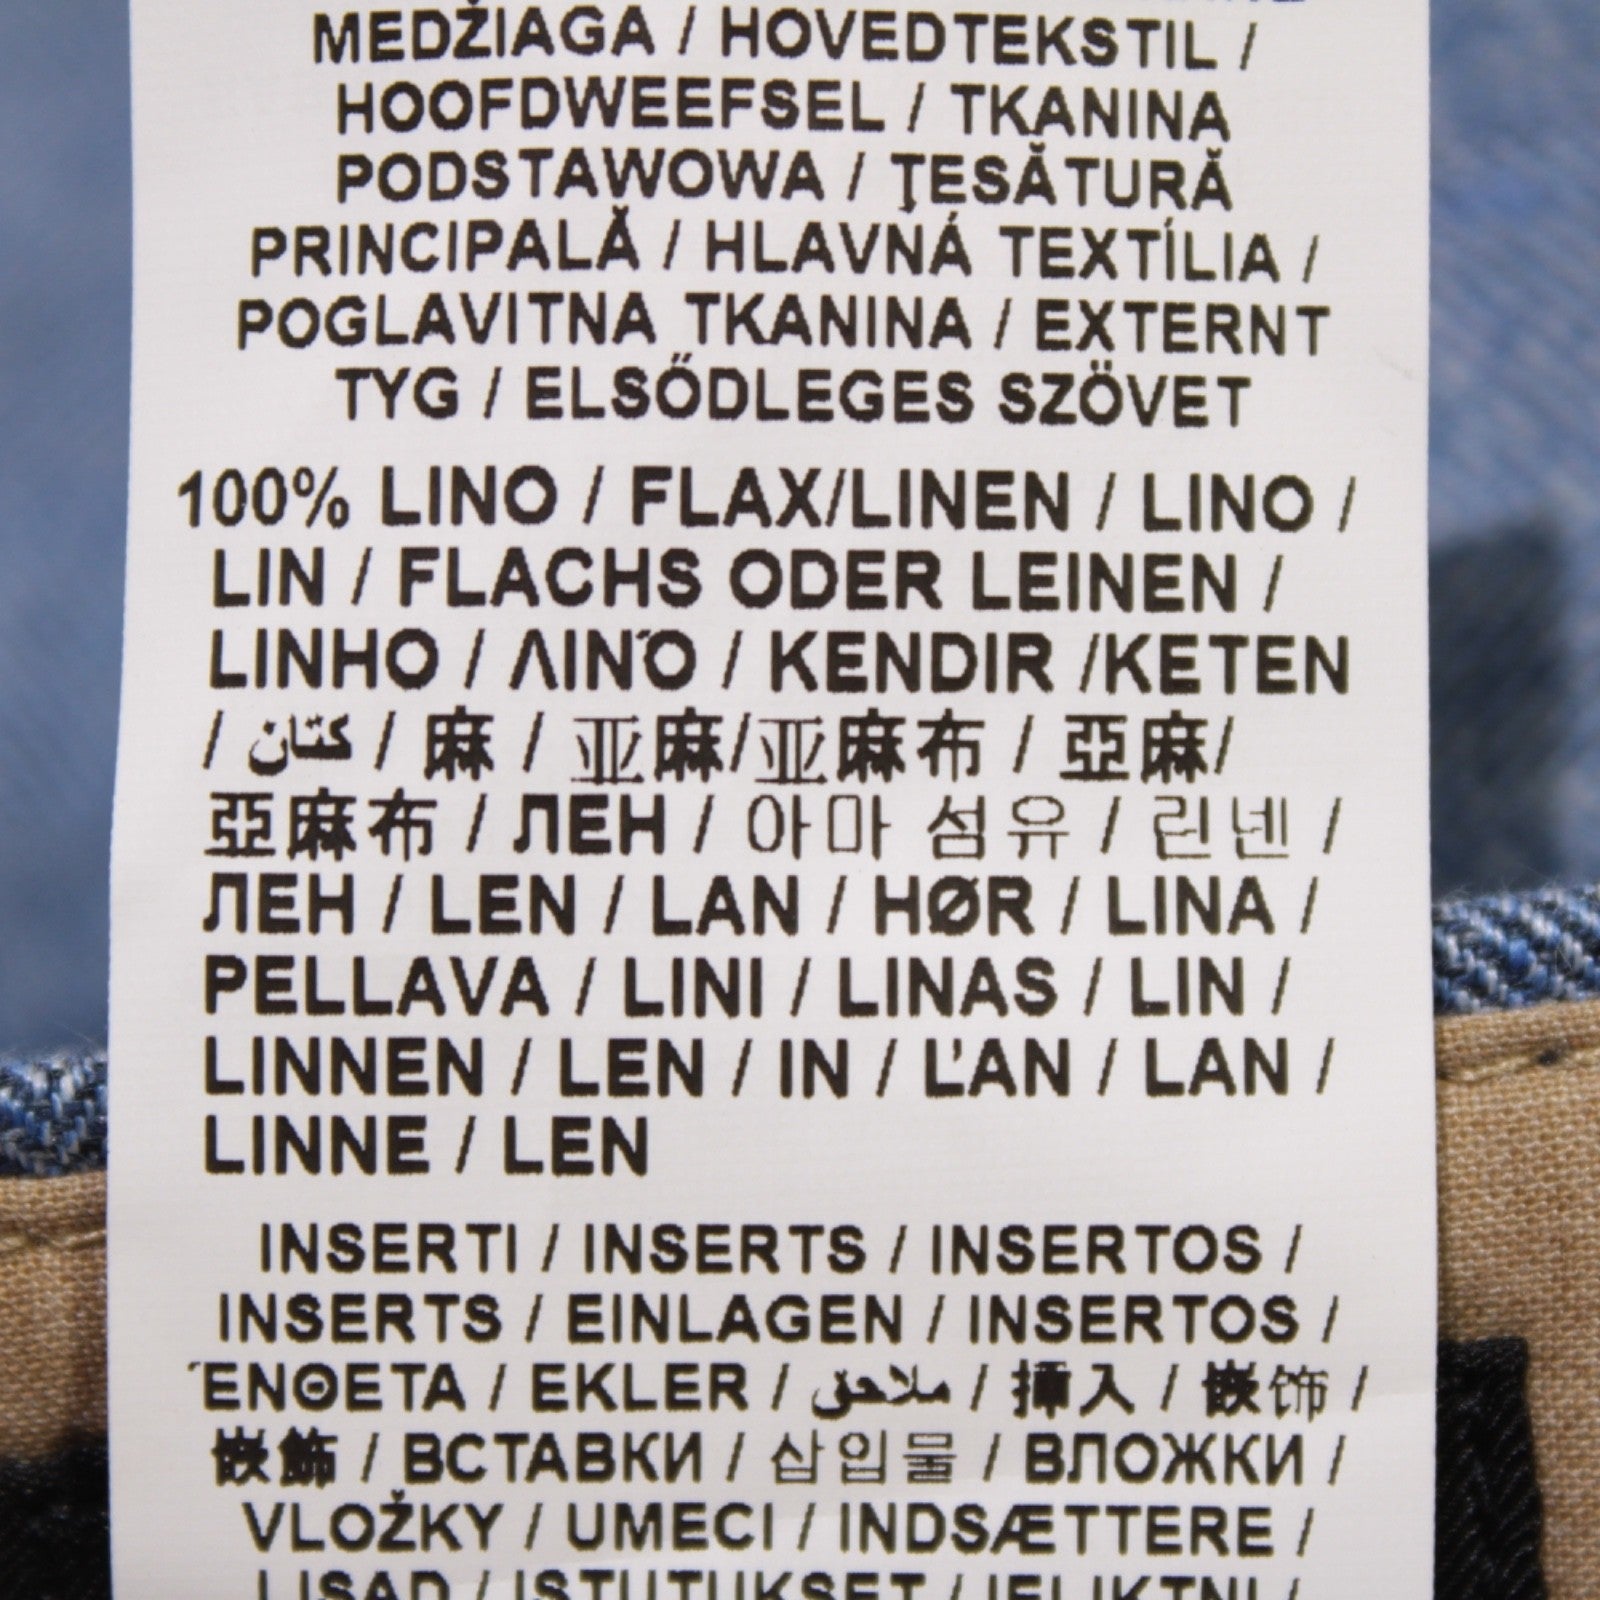 MEDŽIAGA / HOVEDTEKSTIL /
HOOFDWEEFSEL / TKANINA
PODSTAWOWA / ŢESĂTURĂ
PRINCIPALĂ / HLAVNÁ TEXTÍLIA /
POGLAVITNA TKANINA / EXTERNT
TYG / ELSŐDLEGES SZÖVET
100% LINO / FLAX/LINEN / LINO /
LIN / FLACHS ODER LEINEN /
LINHO / ΛΙΝΌ / KENDIR /KETEN
/ كتان / 麻 / 亚麻/亚麻布 / 亞麻/
亞麻布 / ЛЕН / 아마 섬유 / 린넨 /
ЛЕН / LEN / LAN / HØR / LINA /
PELLAVA / LINI / LINAS / LIN /
LINNEN / LEN / IN / ĽAN / LAN /
LINNE / LEN
INSERTI / INSERTS / INSERTOS /
INSERTS / EINLAGEN / INSERTOS /
ΈΝΘΕΤΑ / EKLER / ملاحق / 挿入 / 嵌饰 /
嵌飾 / ВСТАВКИ / 삽입물 / ВЛОЖКИ /
VLOŽKY / UMECI / INDSÆTTERE /
LISAD / ISTUTUKSET / IELIKTNI /